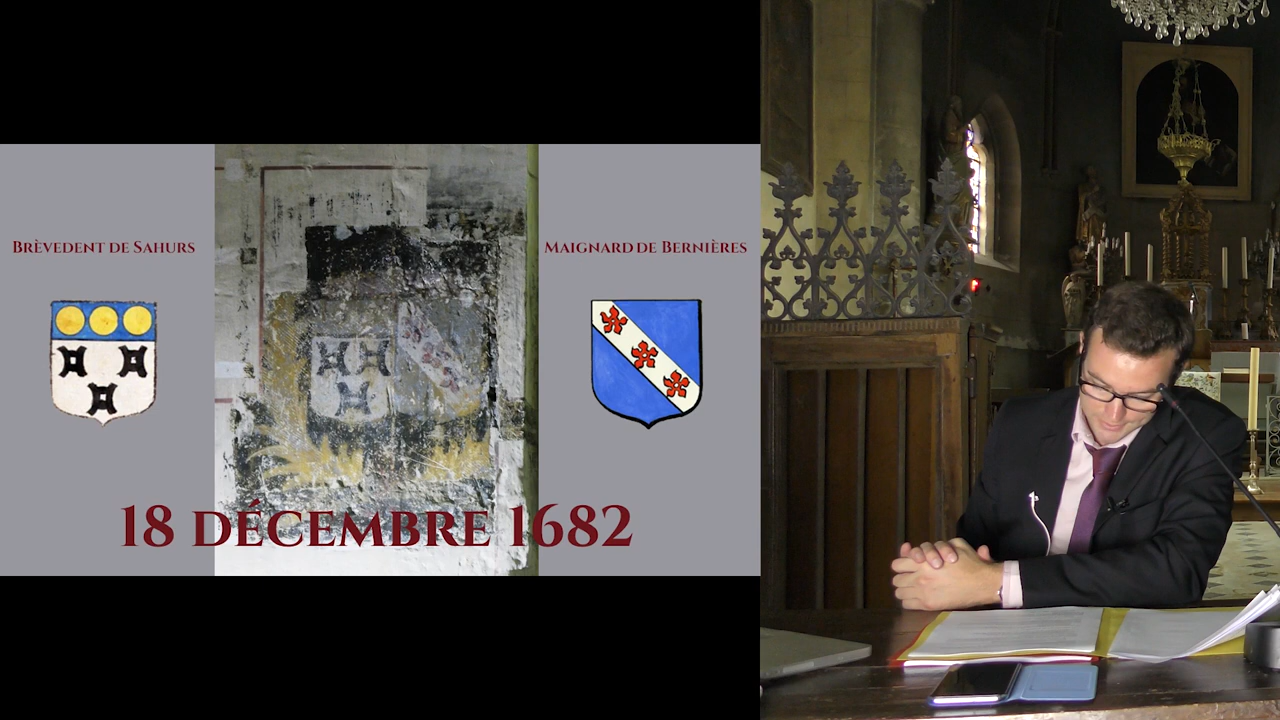 Brèvedent de Sahurs
Maignard de Bernières
18 décembre 1682